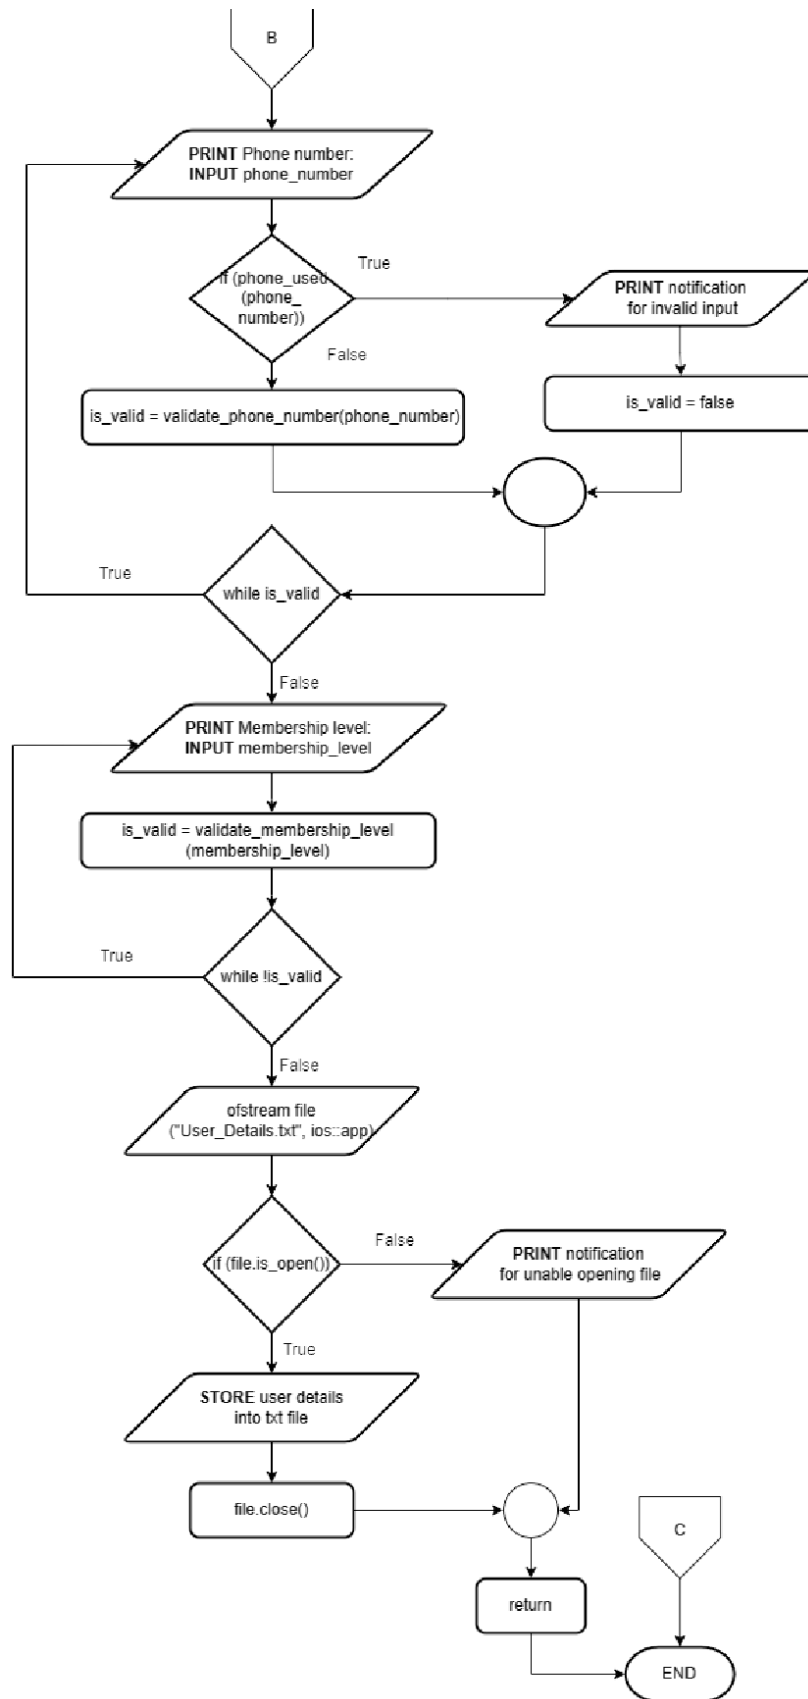 B
PRINT Phone number:
INPUT phone_number
if (phone_used
(phone_
number))
True
PRINT notification
for invalid input
False
is_valid = validate_phone_number(phone_number)
is_valid = false
True
while is_valid
False
PRINT Membership level:
INPUT membership_level
is_valid = validate_membership_level
(membership_level)
True
while !is_valid
False
ofstream file
("User_Details.txt", ios::app)
if (file.is_open())
False
PRINT notification
for unable opening file
True
STORE user details
into txt file
file.close()
C
return
END